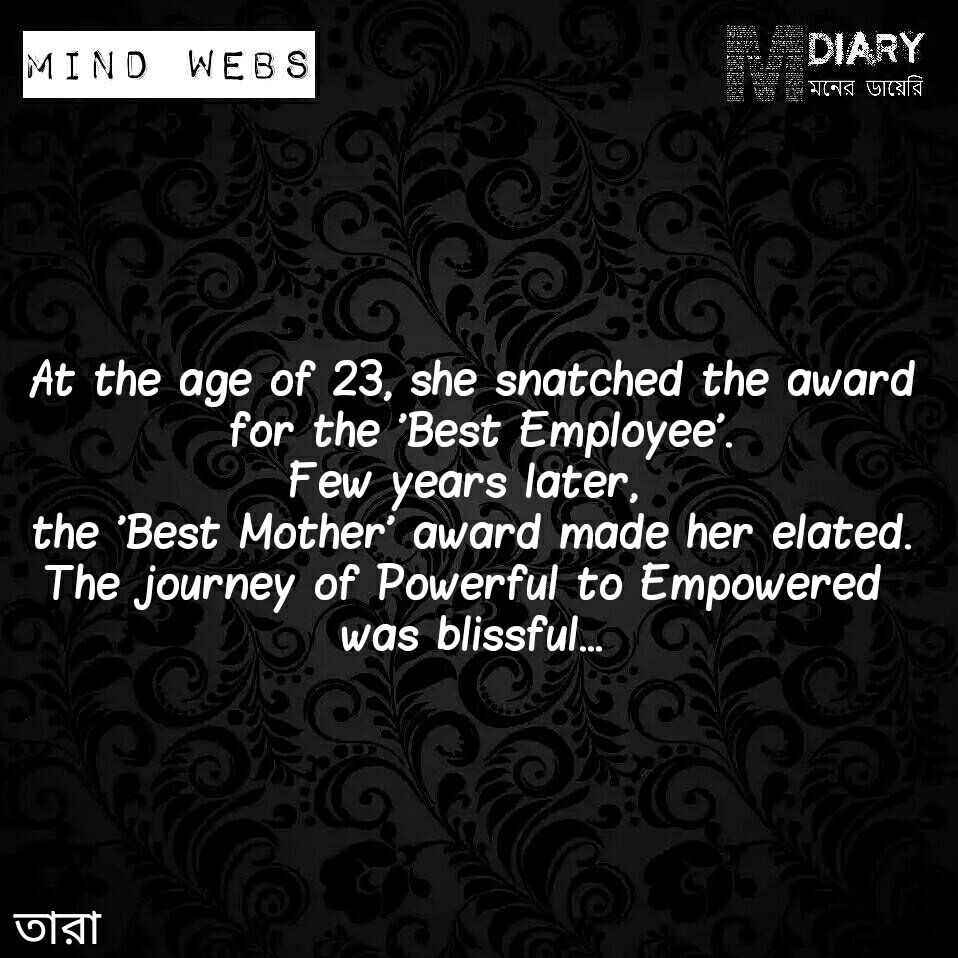 MIND WEBS
M DIARY
মনের ডায়েরি
At the age of 23, she snatched the award
for the 'Best Employee'.
Few years later,
the 'Best Mother' award made her elated.
The journey of Powerful to Empowered
was blissful...
তারা